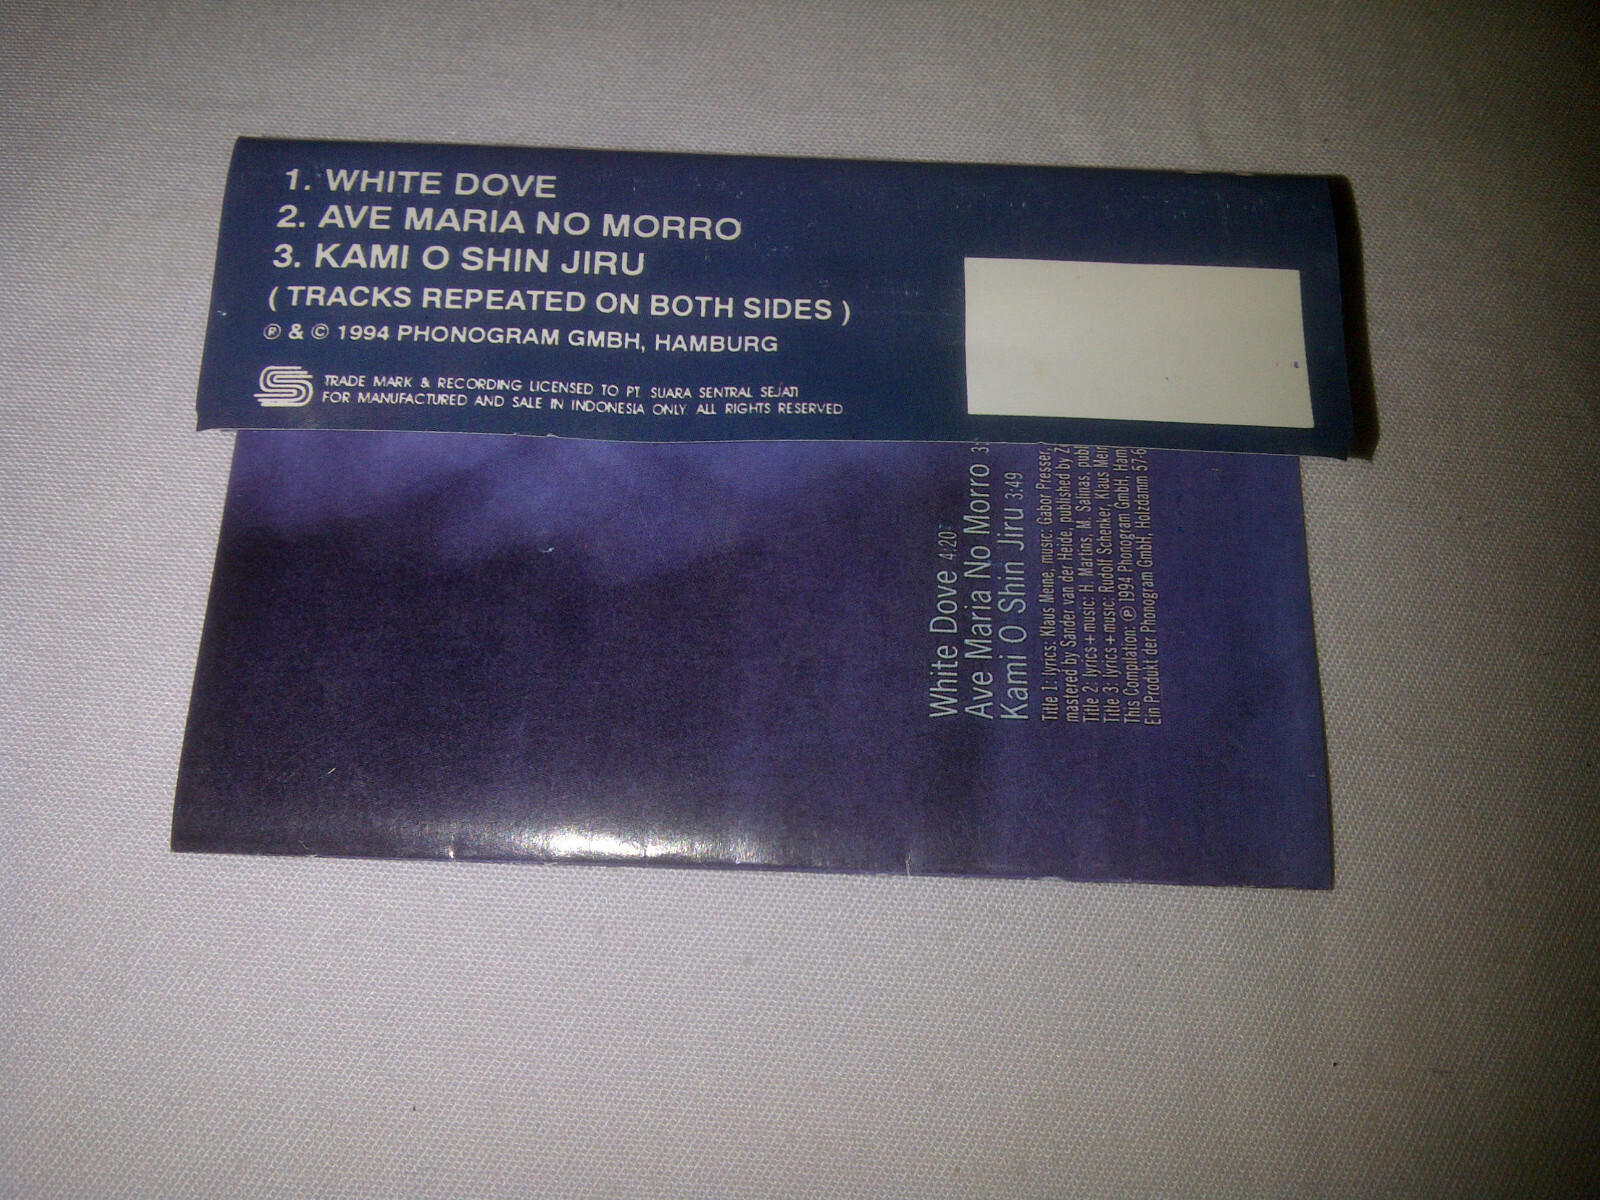 1. WHITE DOVE
2. AVE MARIA NO MORRO
3. KAMI O SHIN JIRU
( TRACKS REPEATED ON BOTH SIDES )
℗ & © 1994 PHONOGRAM GMBH, HAMBURG
TRADE MARK & RECORDING LICENSED TO PT. SUARA SENTRAL SEJATI
FOR MANUFACTURED AND SALE IN INDONESIA ONLY. ALL RIGHTS RESERVED
White Dove 4:20
Ave Maria No Morro
Kami O Shin Jiru 3:49
Title 1: lyrics: Klaus Meine, music: Gabor Presser,
mastered by Sander van der Heide, published by
Title 2: lyrics + music: H. Martins, M. Salinas,
Title 3: lyrics + music: Rudolf Schenker, Klaus
This Compilation: ℗ 1994 Phonogram GmbH,
Ein Produkt der Phonogram GmbH, Holzdamm